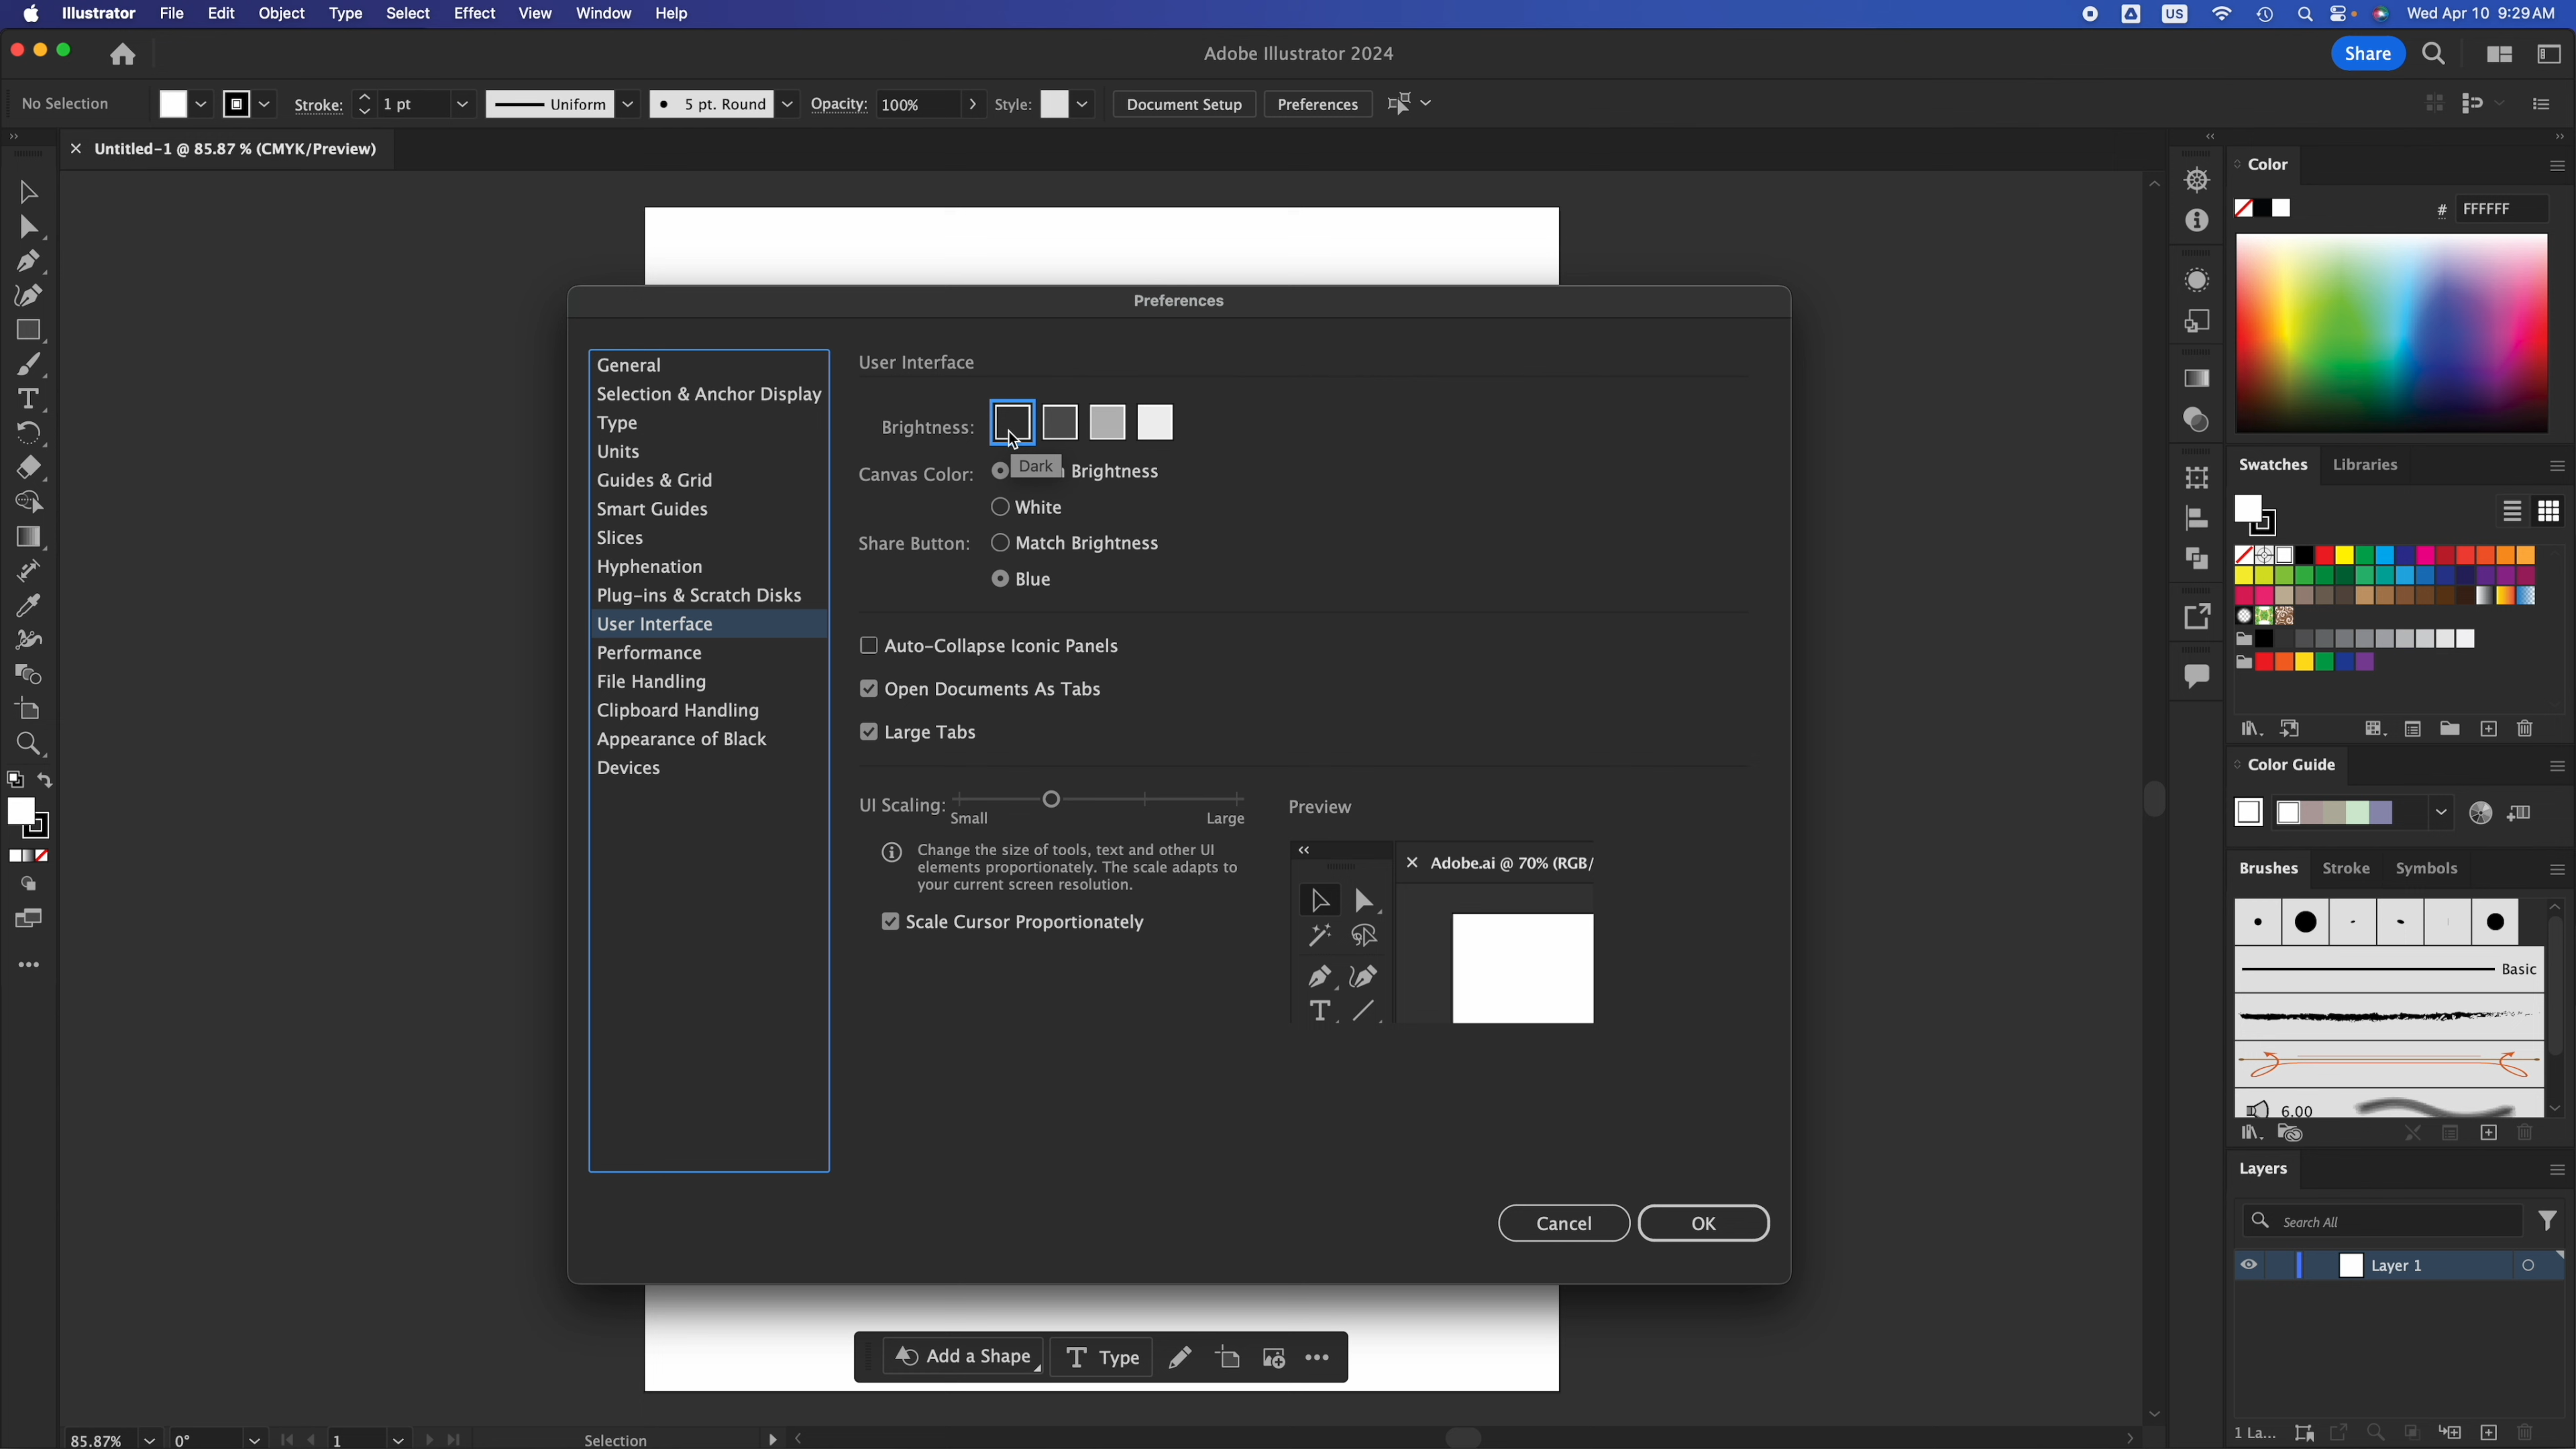 Illustrator File Edit Object Type Select Effect View Window Help US Wed Apr 10 9:29 AM
Adobe Illustrator 2024 Share
No Selection Stroke: 1 pt Uniform 5 pt. Round Opacity: 100% Style: Document Setup Preferences
Untitled-1 @ 85.87 % (CMYK/Preview)
Preferences
General
Selection & Anchor Display
Type
Units
Guides & Grid
Smart Guides
Slices
Hyphenation
Plug-ins & Scratch Disks
User Interface
Performance
File Handling
Clipboard Handling
Appearance of Black
Devices
User Interface
Brightness:
Dark
Canvas Color: Brightness
White
Share Button: Match Brightness
Blue
Auto-Collapse Iconic Panels
Open Documents As Tabs
Large Tabs
UI Scaling:
Small Large
Change the size of tools, text and other UI
elements proportionately. The scale adapts to
your current screen resolution.
Scale Cursor Proportionately
Preview
Adobe.ai @ 70% (RGB/
Cancel OK
Add a Shape Type
85.87% 0° 1 Selection
Color
# FFFFFF
Swatches Libraries
Color Guide
Brushes Stroke Symbols
Basic
6.00
Layers
Search All
Layer 1
1 La...